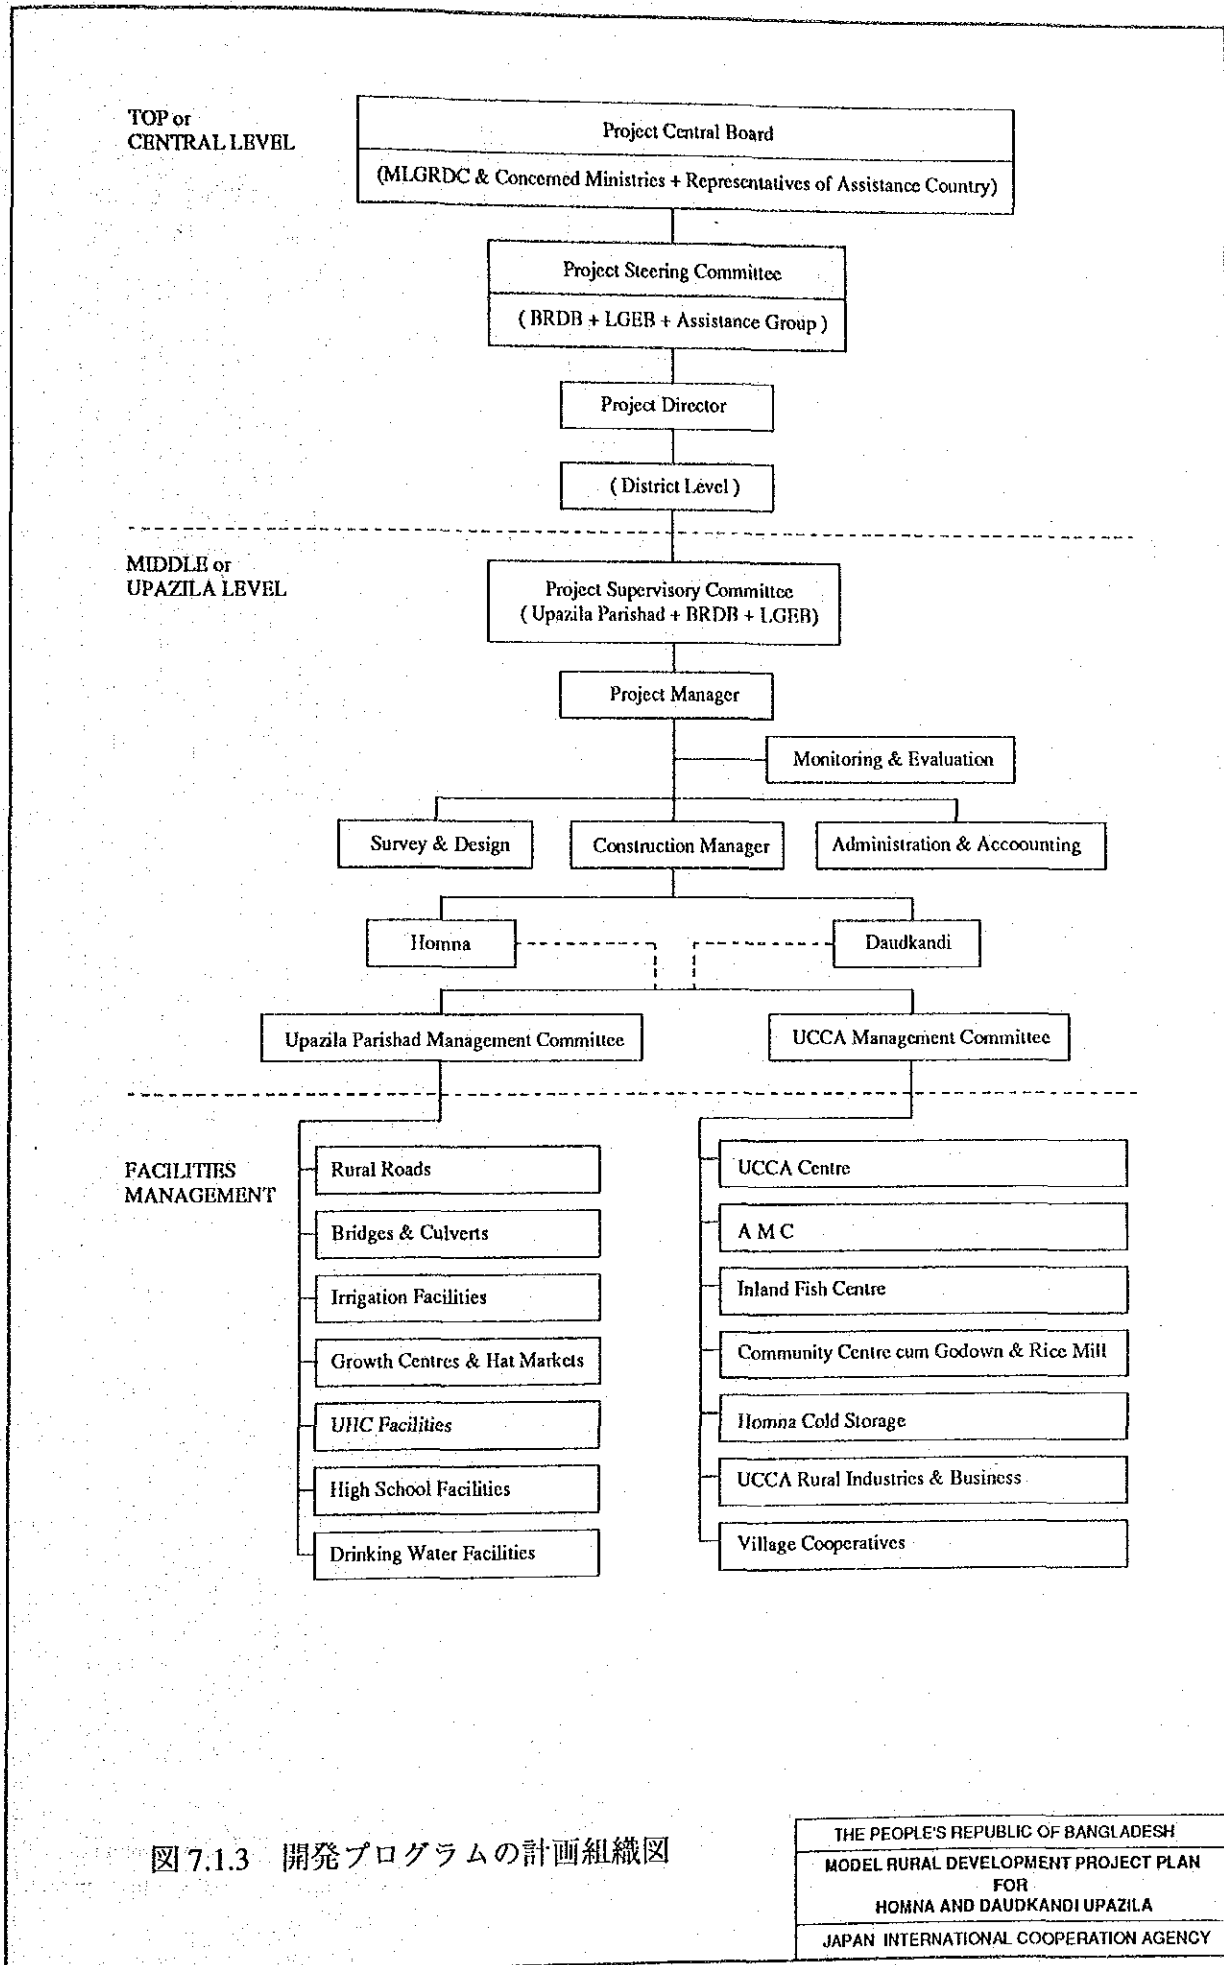 TOP or
CENTRAL LEVEL
Project Central Board
(MLGRDC & Concerned Ministries + Representatives of Assistance Country)
Project Steering Committee
( BRDB + LGEB + Assistance Group )
Project Director
( District Level )
MIDDLE or
UPAZILA LEVEL
Project Supervisory Committee
( Upazila Parishad + BRDB + LGEB)
Project Manager
Monitoring & Evaluation
Survey & Design
Construction Manager
Administration & Accoounting
Homna
Daudkandi
Upazila Parishad Management Committee
UCCA Management Committee
FACILITIES
MANAGEMENT
Rural Roads
Bridges & Culverts
Irrigation Facilities
Growth Centres & Hat Markets
UHC Facilities
High School Facilities
Drinking Water Facilities
UCCA Centre
A M C
Inland Fish Centre
Community Centre cum Godown & Rice Mill
Homna Cold Storage
UCCA Rural Industries & Business
Village Cooperatives
図 7.1.3 開発プログラムの計画組織図
THE PEOPLE'S REPUBLIC OF BANGLADESH
MODEL RURAL DEVELOPMENT PROJECT PLAN
FOR
HOMNA AND DAUDKANDI UPAZILA
JAPAN INTERNATIONAL COOPERATION AGENCY